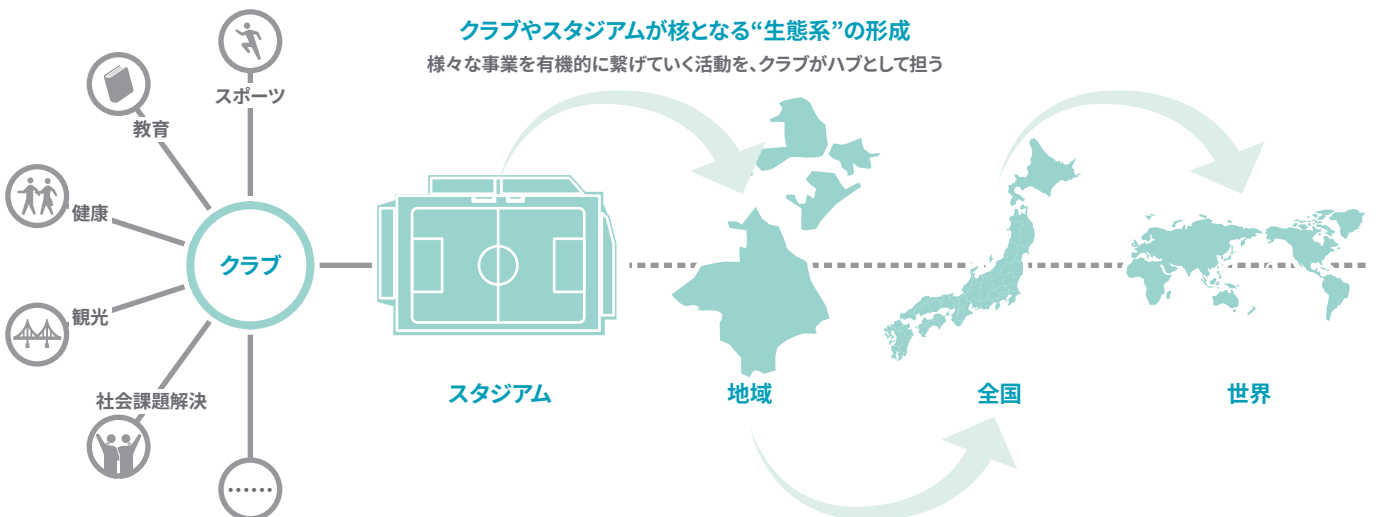 クラブやスタジアムが核となる“生態系”の形成
様々な事業を有機的に繋げていく活動を、クラブがハブとして担う
スポーツ
教育
健康
クラブ
観光
社会課題解決
……
スタジアム
地域
全国
世界